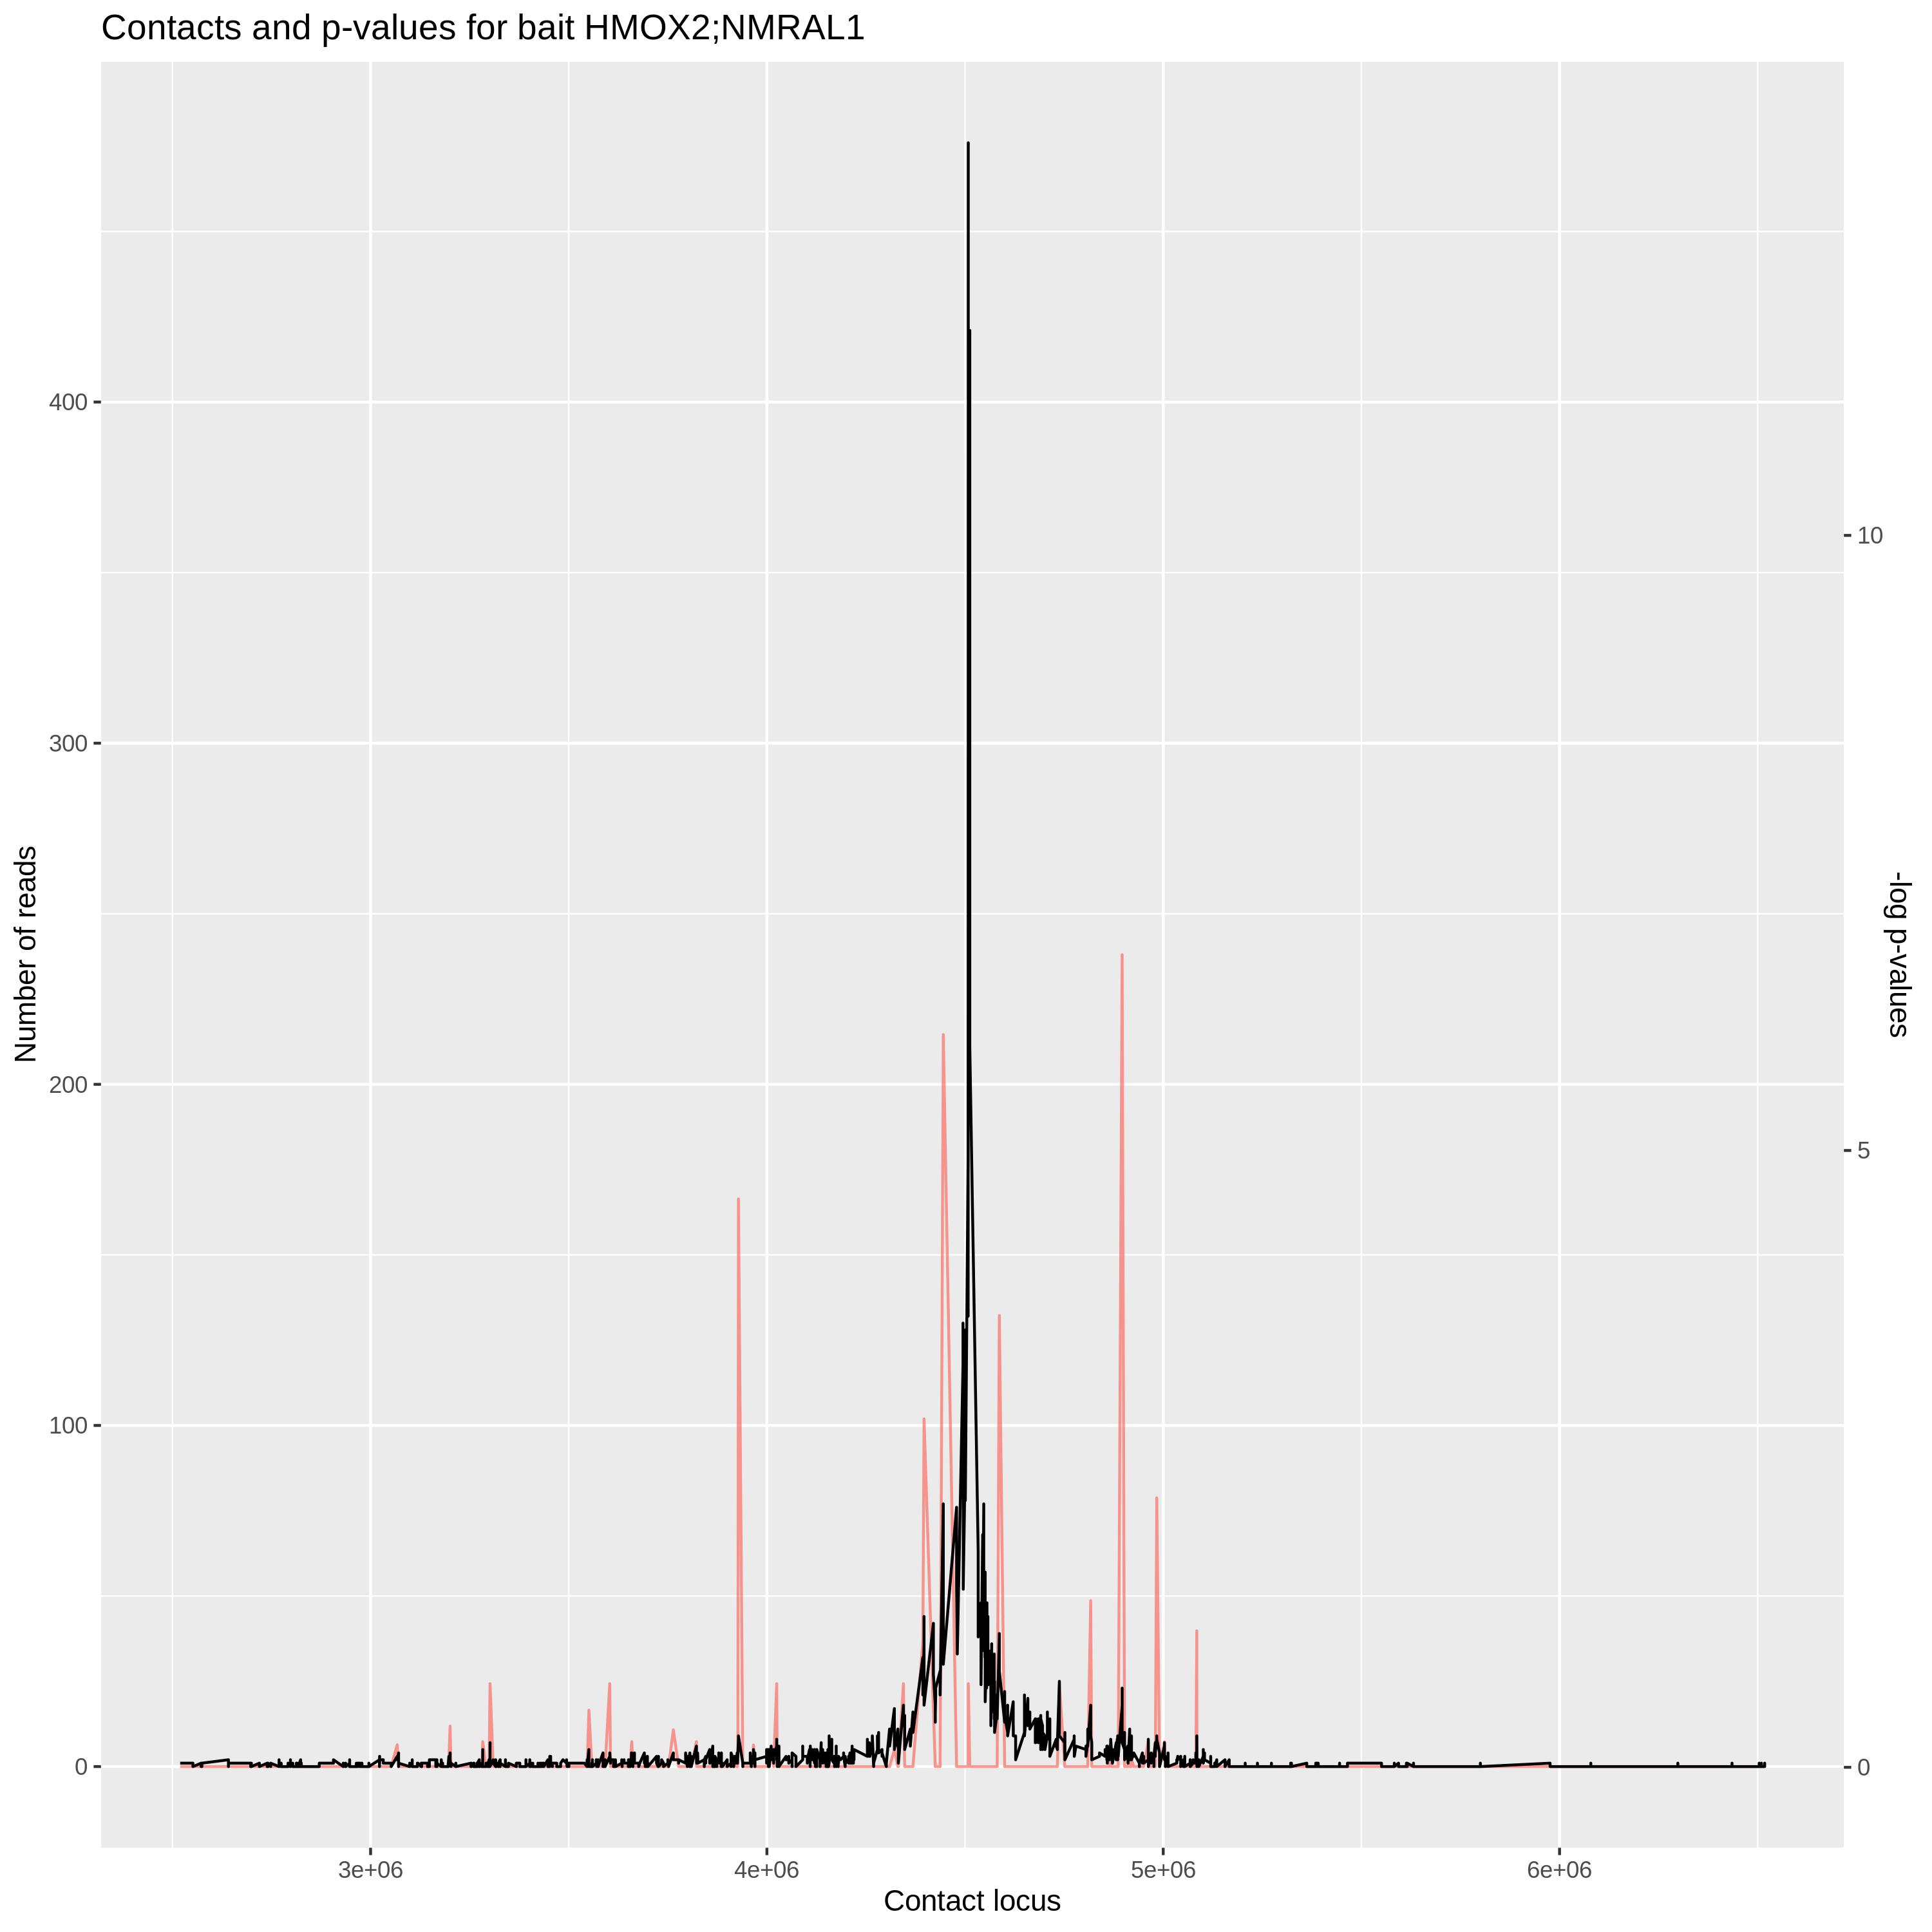 Contacts and p-values for bait HMOX2;NMRAL1
Number of reads
400
300
200
100
0
10
5
0
-log p-values
3e+06
4e+06
5e+06
6e+06
Contact locus